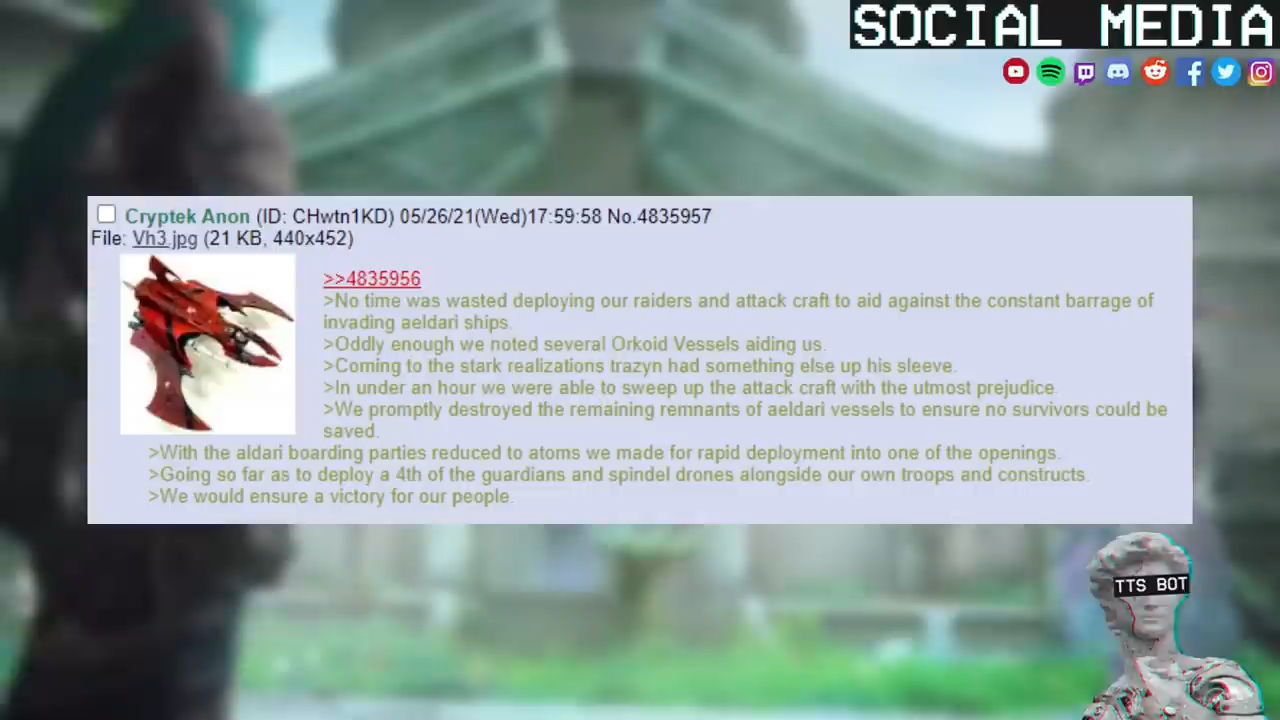 SOCIAL MEDIA
Cryptek Anon (ID: CHwtn1KD) 05/26/21(Wed)17:59:58 No.4835957
File: Vh3.jpg (21 KB, 440x452)
>>4835956
>No time was wasted deploying our raiders and attack craft to aid against the constant barrage of
invading aeldari ships.
>Oddly enough we noted several Orkoid Vessels aiding us.
>Coming to the stark realizations trazyn had something else up his sleeve.
>In under an hour we were able to sweep up the attack craft with the utmost prejudice.
>We promptly destroyed the remaining remnants of aeldari vessels to ensure no survivors could be
saved.
>With the aldari boarding parties reduced to atoms we made for rapid deployment into one of the openings.
>Going so far as to deploy a 4th of the guardians and spindel drones alongside our own troops and constructs.
>We would ensure a victory for our people.
TTS BOT